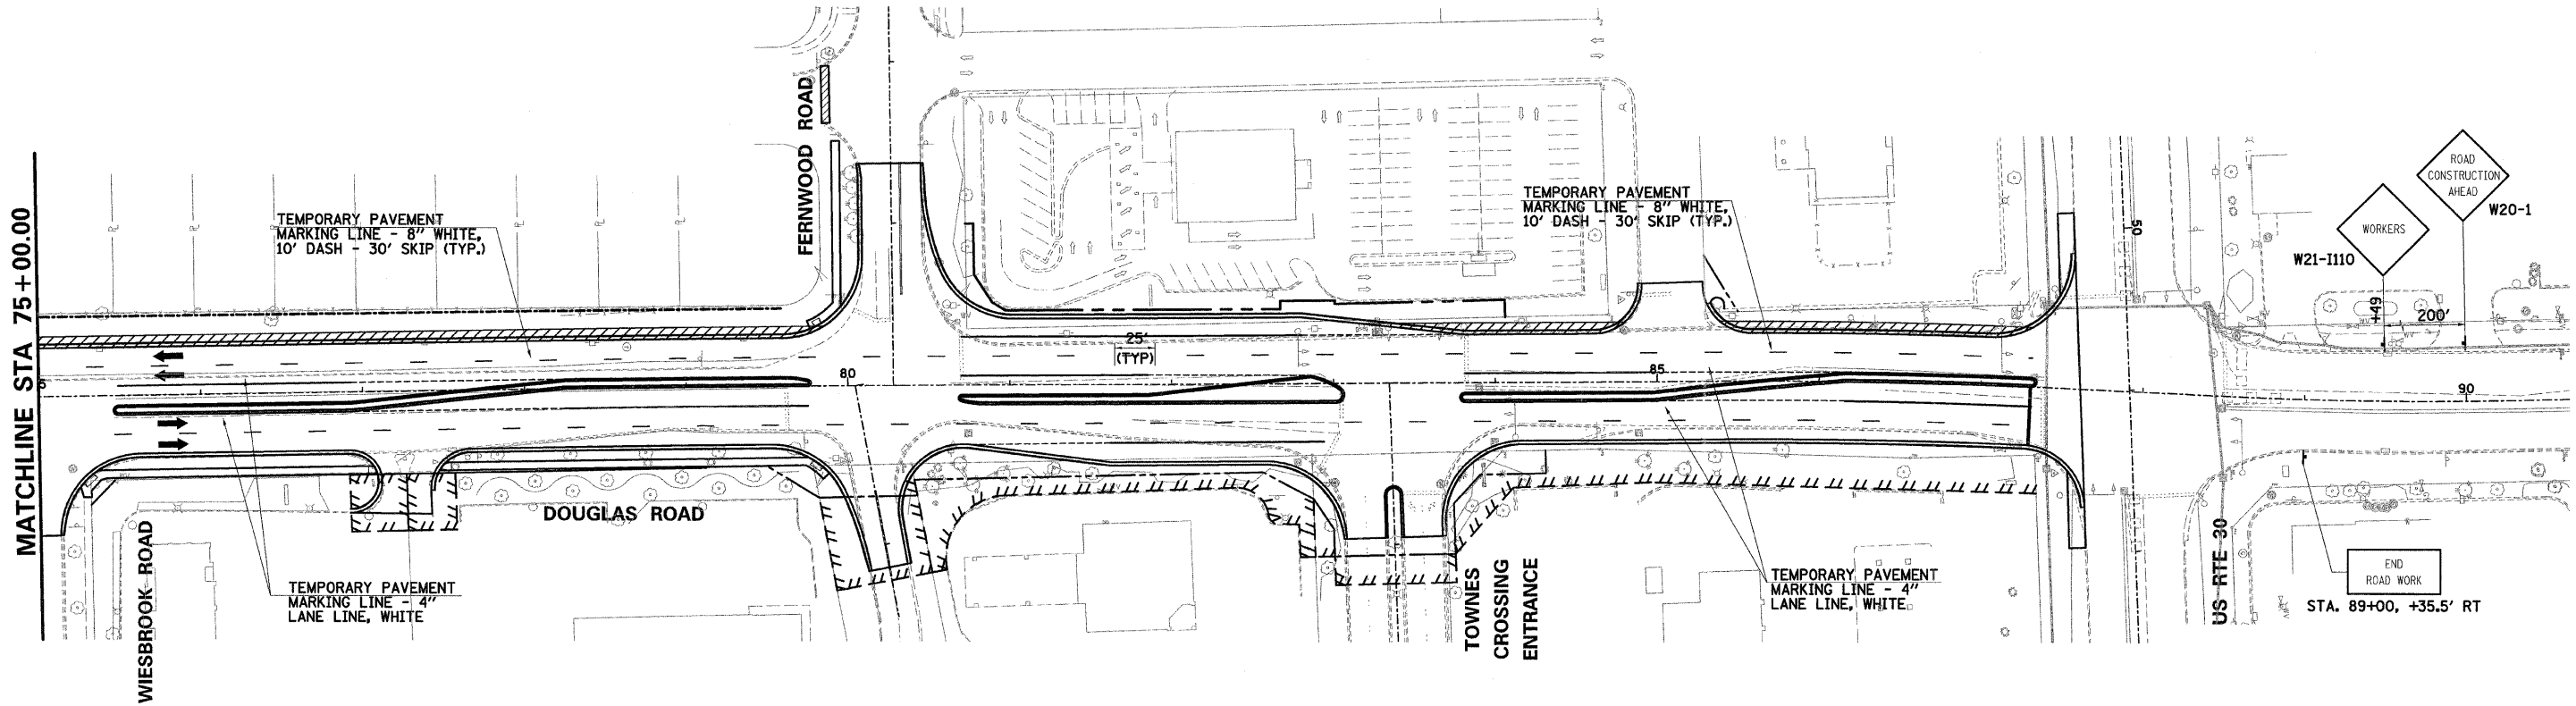 MATCHLINE STA 75+00.00
TEMPORARY PAVEMENT
MARKING LINE - 8" WHITE,
10' DASH - 30' SKIP (TYP.)
FERNWOOD ROAD
TEMPORARY PAVEMENT
MARKING LINE - 8" WHITE,
10' DASH - 30' SKIP (TYP.)
ROAD
CONSTRUCTION
AHEAD
W20-1
WORKERS
W21-I110
+49
200'
50
25'
(TYP)
5
80
85
90
DOUGLAS ROAD
WIESBROOK ROAD
TEMPORARY PAVEMENT
MARKING LINE - 4"
LANE LINE, WHITE
TOWNES
CROSSING
ENTRANCE
TEMPORARY PAVEMENT
MARKING LINE - 4"
LANE LINE, WHITE
US RTE 30
END
ROAD WORK
STA. 89+00, +35.5' RT